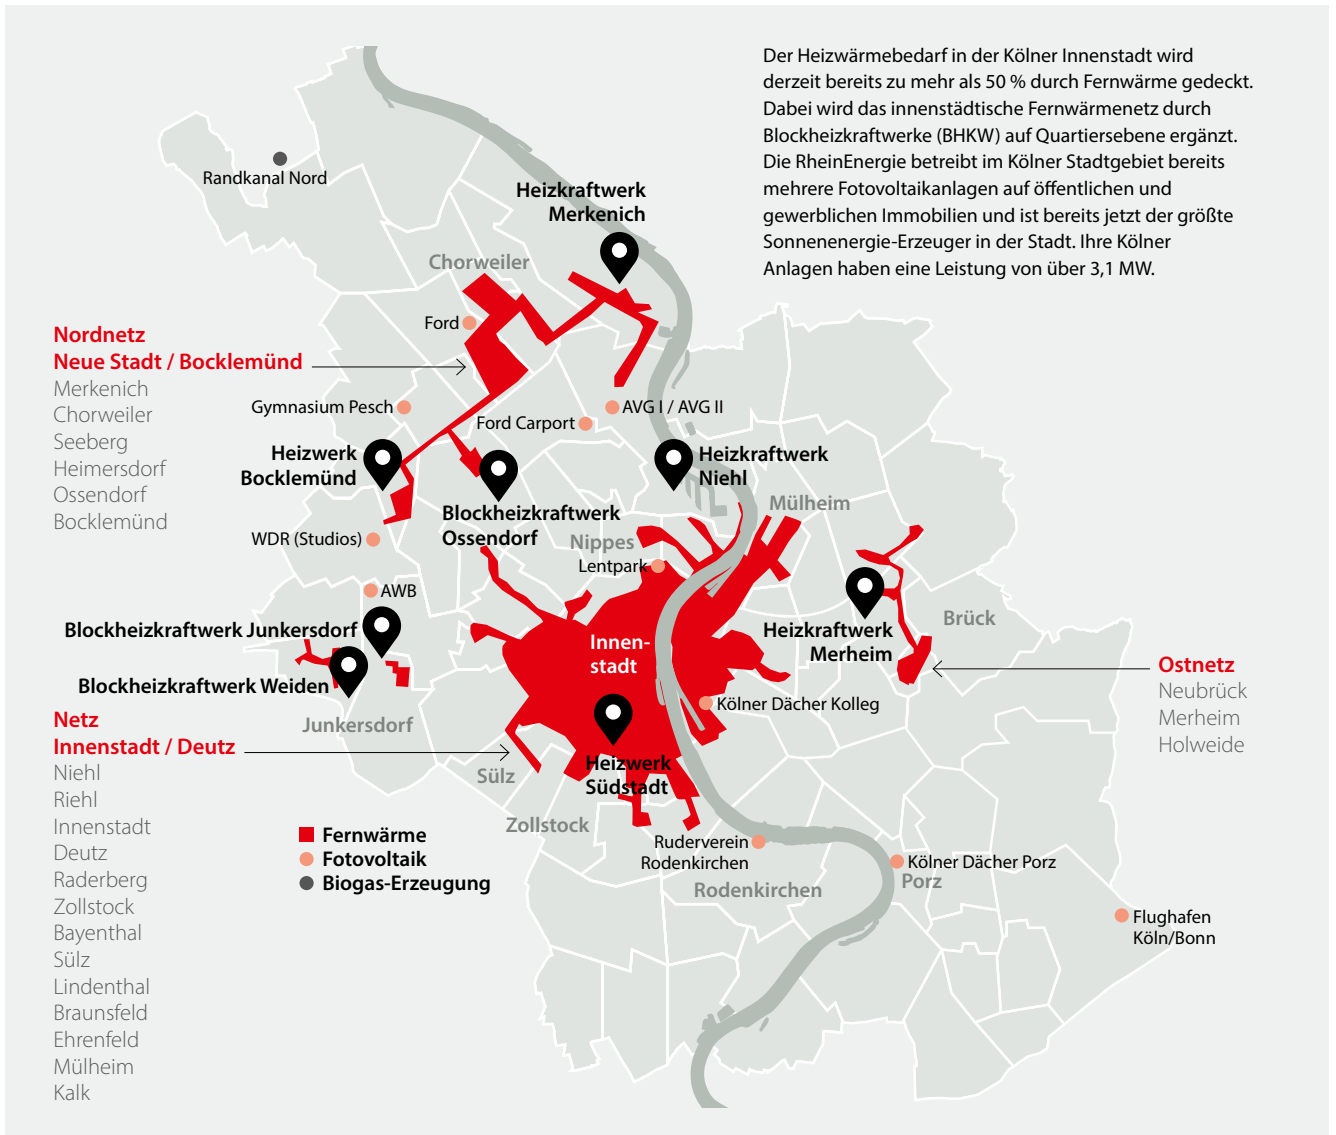 Der Heizwärmebedarf in der Kölner Innenstadt wird
derzeit bereits zu mehr als 50 % durch Fernwärme gedeckt.
Dabei wird das innenstädtische Fernwärmenetz durch
Blockheizkraftwerke (BHKW) auf Quartiersebene ergänzt.
Die RheinEnergie betreibt im Kölner Stadtgebiet bereits
mehrere Fotovoltaikanlagen auf öffentlichen und
gewerblichen Immobilien und ist bereits jetzt der größte
Sonnenenergie-Erzeuger in der Stadt. Ihre Kölner
Anlagen haben eine Leistung von über 3,1 MW.
Randkanal Nord
Heizkraftwerk
Merkenich
Chorweiler
Ford
Nordnetz
Neue Stadt / Bocklemünd
Merkenich
Chorweiler
Seeberg
Heimersdorf
Ossendorf
Bocklemünd
Gymnasium Pesch
Ford Carport
AVG I / AVG II
Heizwerk
Bocklemünd
Heizkraftwerk
Niehl
Blockheizkraftwerk
Ossendorf
Mülheim
Nippes
WDR (Studios)
Lentpark
AWB
Brück
Blockheizkraftwerk Junkersdorf
Heizkraftwerk
Merheim
Innen-
stadt
Blockheizkraftwerk Weiden
Ostnetz
Neubrück
Merheim
Holweide
Kölner Dächer Kolleg
Junkersdorf
Netz
Innenstadt / Deutz
Niehl
Riehl
Innenstadt
Deutz
Raderberg
Zollstock
Bayenthal
Sülz
Lindenthal
Braunsfeld
Ehrenfeld
Mülheim
Kalk
Heizwerk
Südstadt
Sülz
Zollstock
Fernwärme
Fotovoltaik
Biogas-Erzeugung
Ruderverein
Rodenkirchen
Rodenkirchen
Kölner Dächer Porz
Porz
Flughafen
Köln/Bonn